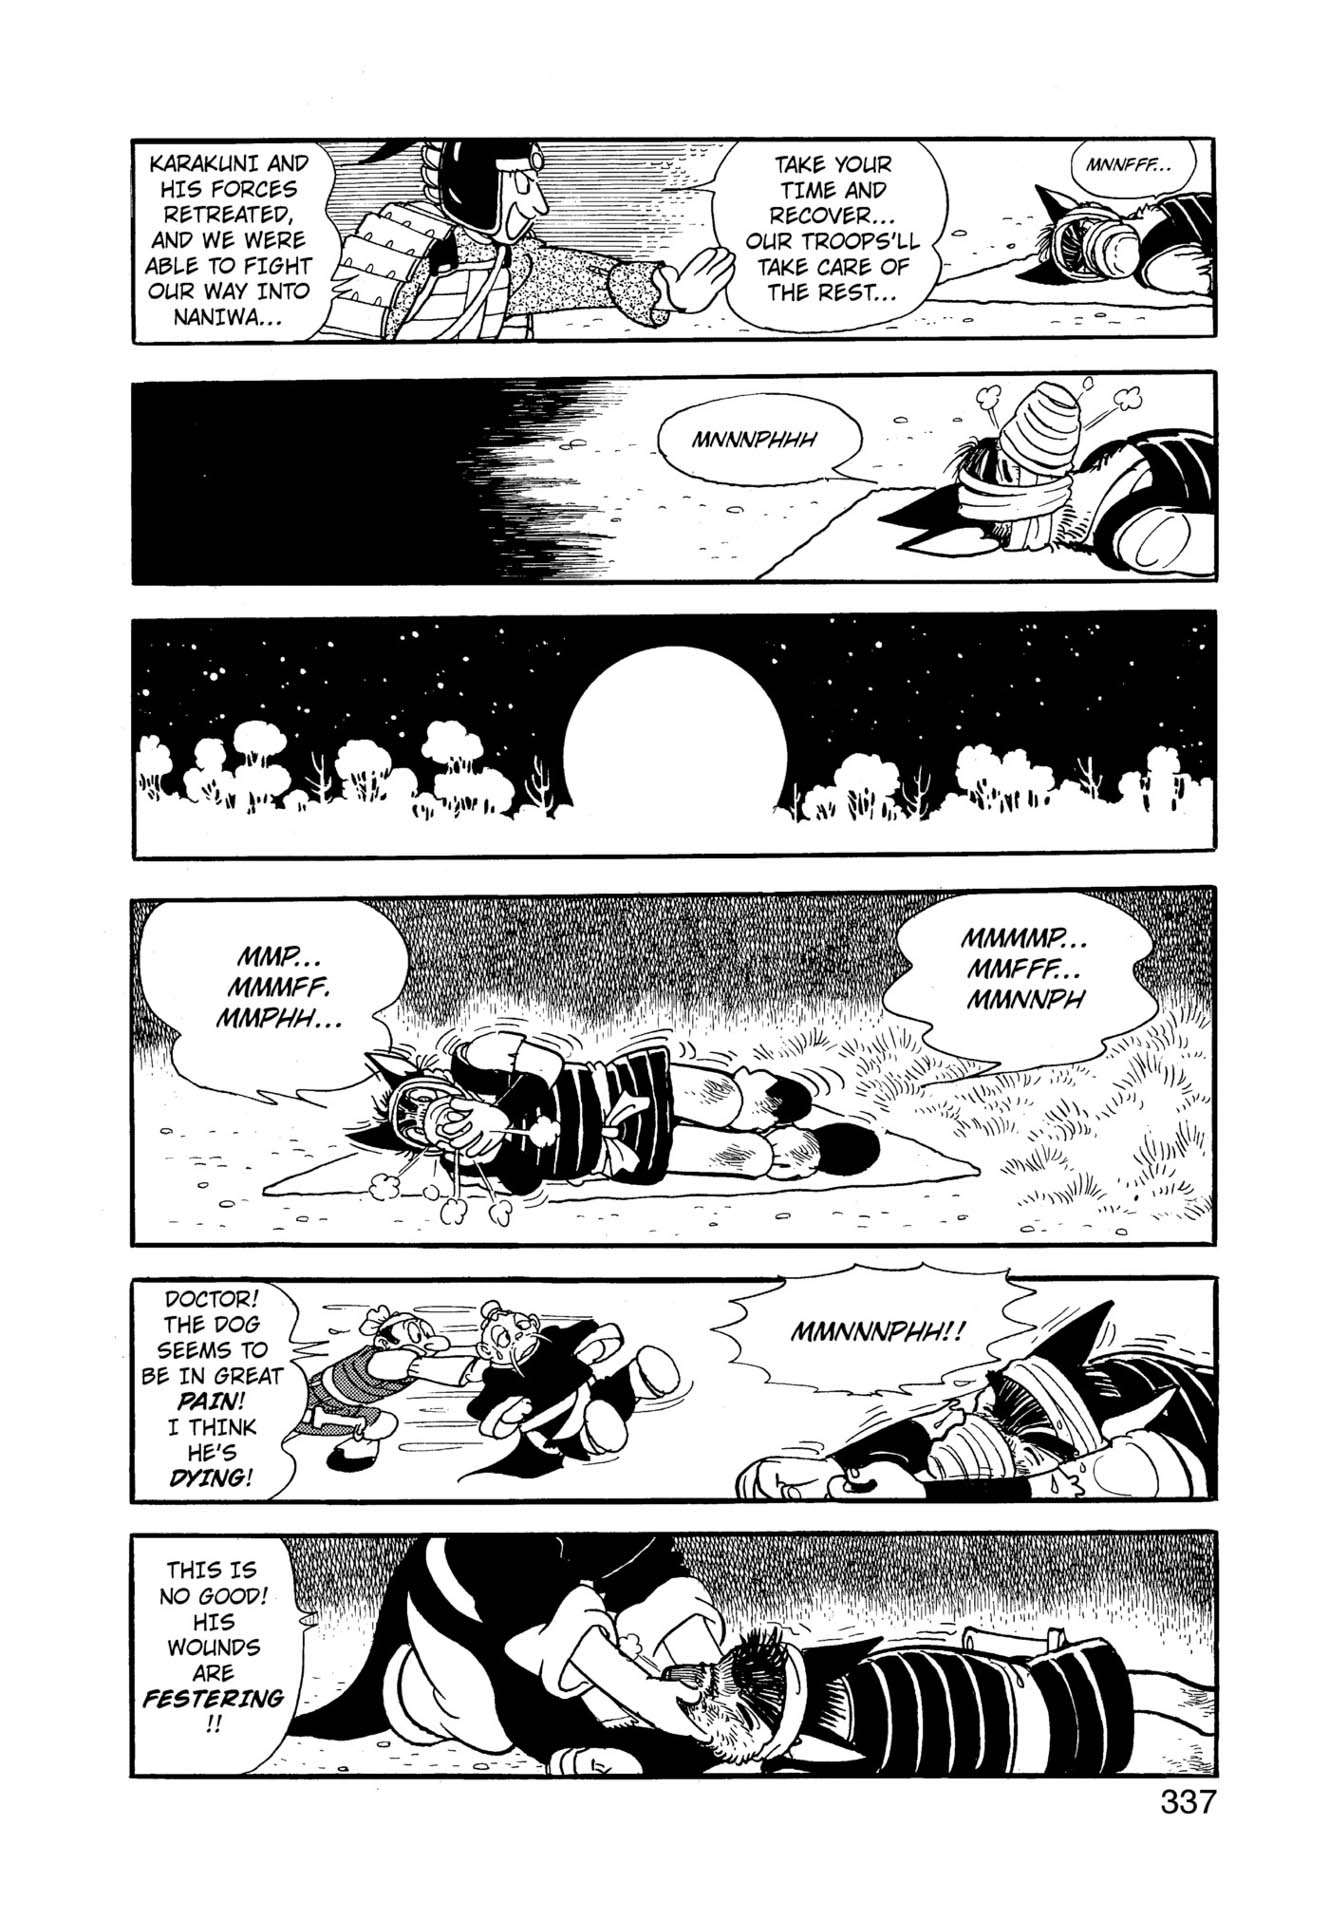 KARAKUNI AND
HIS FORCES
RETREATED,
AND WE WERE
ABLE TO FIGHT
OUR WAY INTO
NANIWA...
TAKE YOUR
TIME AND
RECOVER...
OUR TROOPS'LL
TAKE CARE OF
THE REST...
MNNFFF...
MNNNPHHH
MMP...
MMMFF.
MMPHH...
MMMMP...
MMFFF...
MMNNPH
DOCTOR!
THE DOG
SEEMS TO
BE IN GREAT
PAIN!
I THINK
HE'S
DYING!
MMNNNPHH!!
THIS IS
NO GOOD!
HIS
WOUNDS
ARE
FESTERING
!!
337